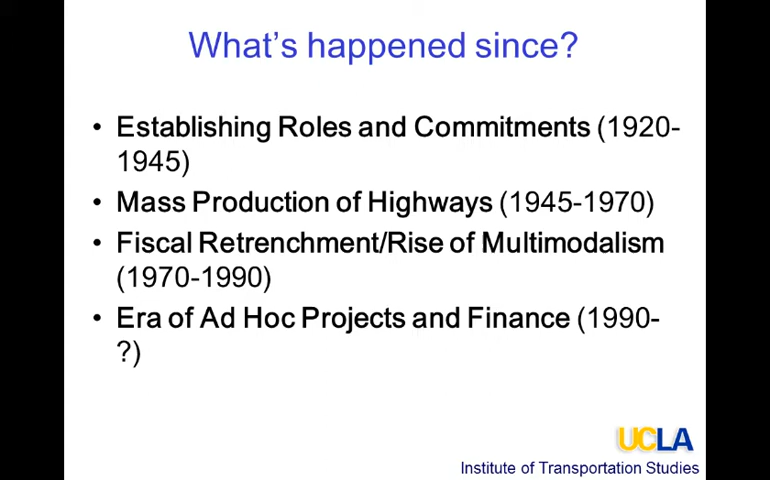 What's happened since?
• Establishing Roles and Commitments (1920-
1945)
• Mass Production of Highways (1945-1970)
• Fiscal Retrenchment/Rise of Multimodalism
(1970-1990)
• Era of Ad Hoc Projects and Finance (1990-
?)
UCLA
Institute of Transportation Studies